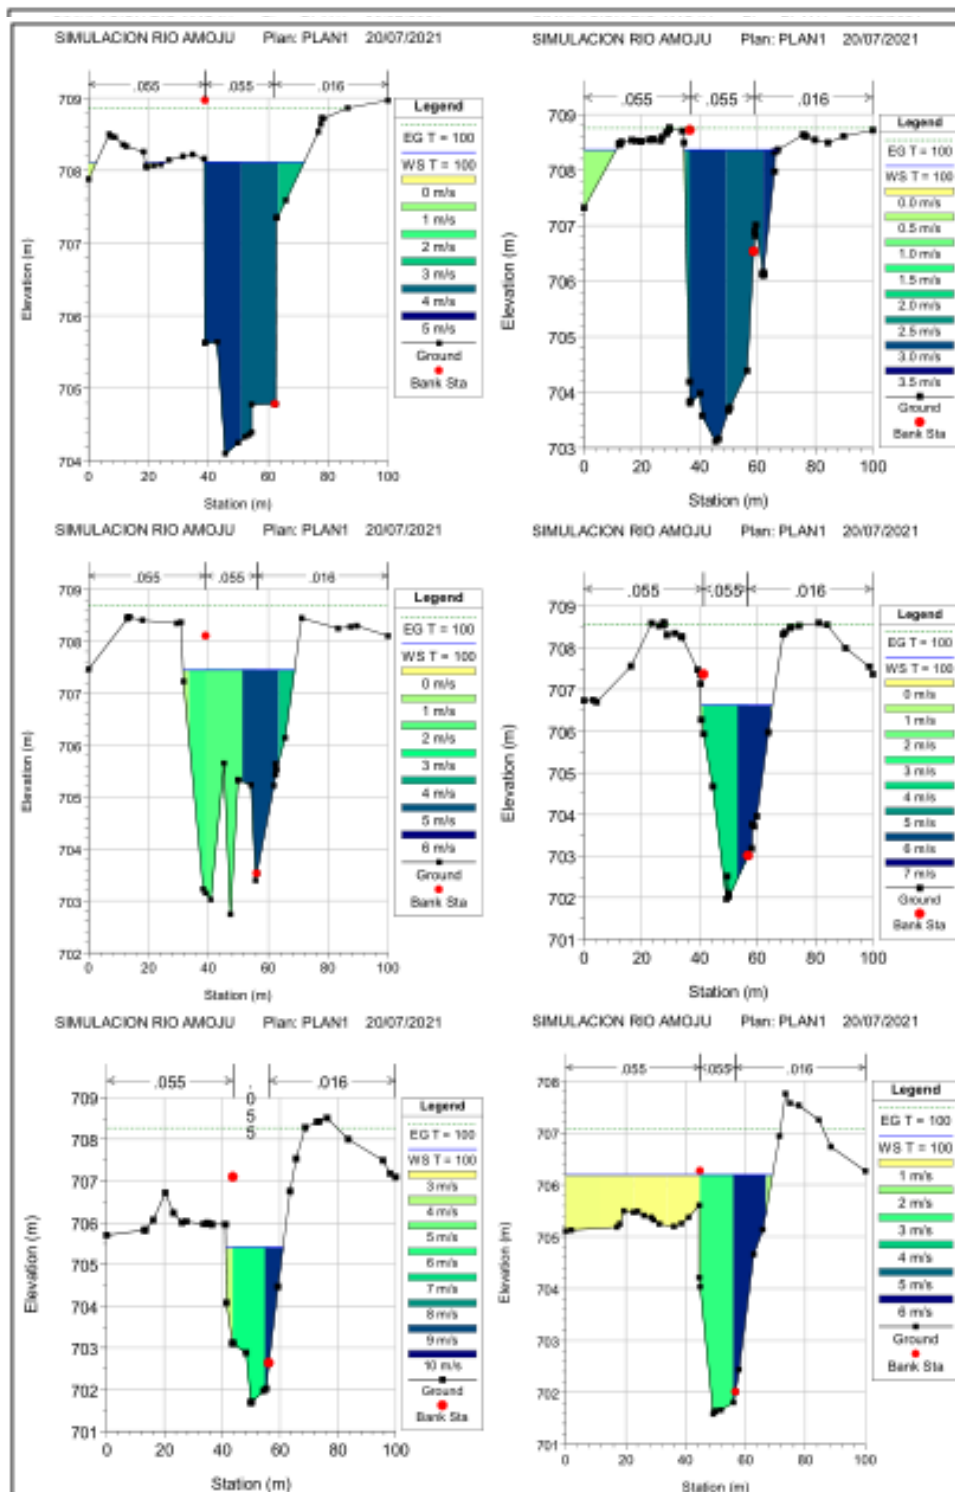 SIMULACION RIO AMOJU Plan: PLAN1 20/07/2021
.055 .055 .016
709
708
707
706
705
704
Elevation (m)
0 20 40 60 80 100
Station (m)
Legend
EG T = 100
WS T = 100
0 m/s
1 m/s
2 m/s
3 m/s
4 m/s
5 m/s
Ground
Bank Sta
SIMULACION RIO AMOJU Plan: PLAN1 20/07/2021
.055 .055 .016
709
708
707
706
705
704
703
Elevation (m)
0 20 40 60 80 100
Station (m)
Legend
EG T = 100
WS T = 100
0.0 m/s
0.5 m/s
1.0 m/s
1.5 m/s
2.0 m/s
2.5 m/s
3.0 m/s
3.5 m/s
Ground
Bank Sta
SIMULACION RIO AMOJU Plan: PLAN1 20/07/2021
.055 .055 .016
709
708
707
706
705
704
703
702
Elevation (m)
0 20 40 60 80 100
Station (m)
Legend
EG T = 100
WS T = 100
0 m/s
1 m/s
2 m/s
3 m/s
4 m/s
5 m/s
6 m/s
Ground
Bank Sta
SIMULACION RIO AMOJU Plan: PLAN1 20/07/2021
.055 .055 .016
709
708
707
706
705
704
703
702
701
Elevation (m)
0 20 40 60 80 100
Station (m)
Legend
EG T = 100
WS T = 100
0 m/s
1 m/s
2 m/s
3 m/s
4 m/s
5 m/s
6 m/s
7 m/s
Ground
Bank Sta
SIMULACION RIO AMOJU Plan: PLAN1 20/07/2021
.055 .055 .016
709
708
707
706
705
704
703
702
701
Elevation (m)
0 20 40 60 80 100
Station (m)
Legend
EG T = 100
WS T = 100
3 m/s
4 m/s
5 m/s
6 m/s
7 m/s
8 m/s
9 m/s
10 m/s
Ground
Bank Sta
SIMULACION RIO AMOJU Plan: PLAN1 20/07/2021
.055 .055 .016
708
707
706
705
704
703
702
701
Elevation (m)
0 20 40 60 80 100
Station (m)
Legend
EG T = 100
WS T = 100
1 m/s
2 m/s
3 m/s
4 m/s
5 m/s
6 m/s
Ground
Bank Sta